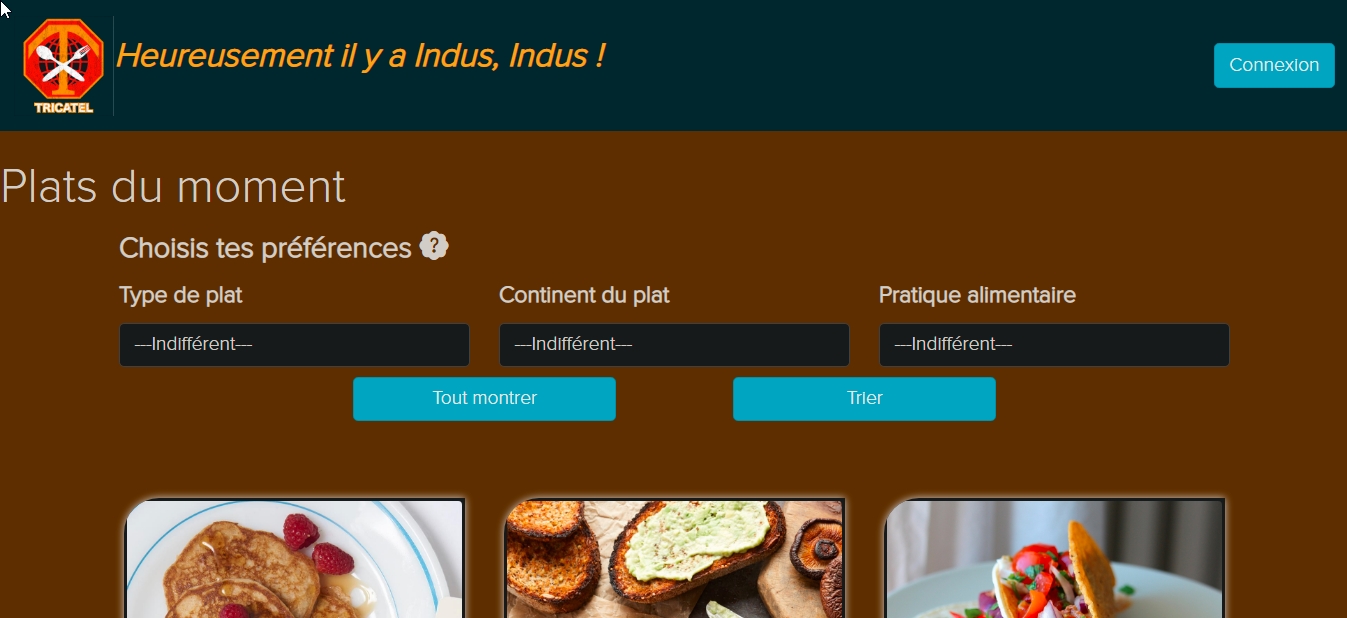 TRICATEL
Heureusement il y a Indus, Indus !
Connexion
Plats du moment
Choisis tes préférences ?
Type de plat
Continent du plat
Pratique alimentaire
---Indifférent---
---Indifférent---
---Indifférent---
Tout montrer
Trier